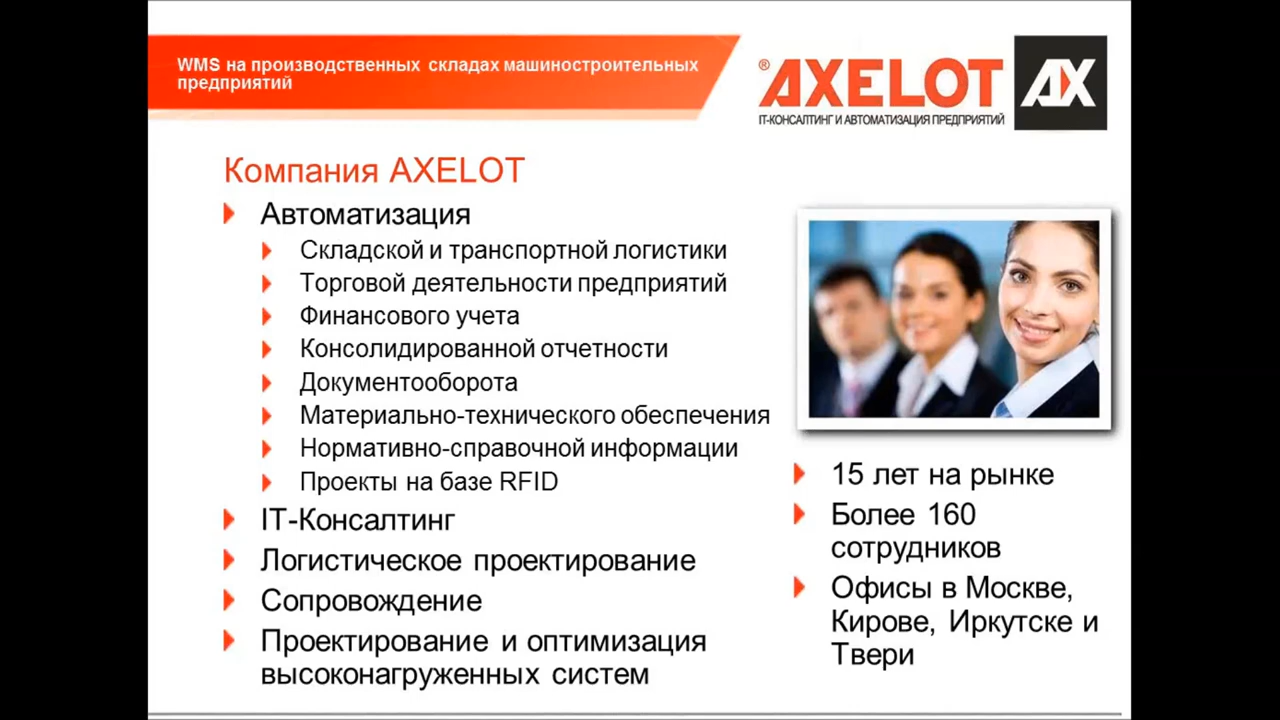 WMS на производственных складах машиностроительных
предприятий
® AXELOT AX
IT-КОНСАЛТИНГ И АВТОМАТИЗАЦИЯ ПРЕДПРИЯТИЙ
Компания AXELOT
Автоматизация
Складской и транспортной логистики
Торговой деятельности предприятий
Финансового учета
Консолидированной отчетности
Документооборота
Материально-технического обеспечения
Нормативно-справочной информации
Проекты на базе RFID
IT-Консалтинг
Логистическое проектирование
Сопровождение
Проектирование и оптимизация
высоконагруженных систем
15 лет на рынке
Более 160
сотрудников
Офисы в Москве,
Кирове, Иркутске и
Твери